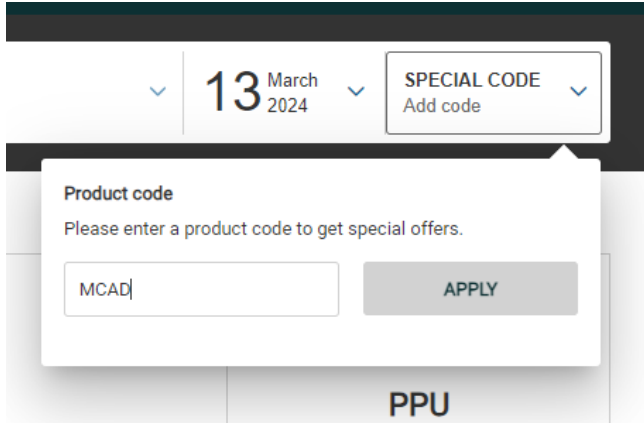 13 March
2024
SPECIAL CODE
Add code
Product code
Please enter a product code to get special offers.
MCAD
APPLY
PPU